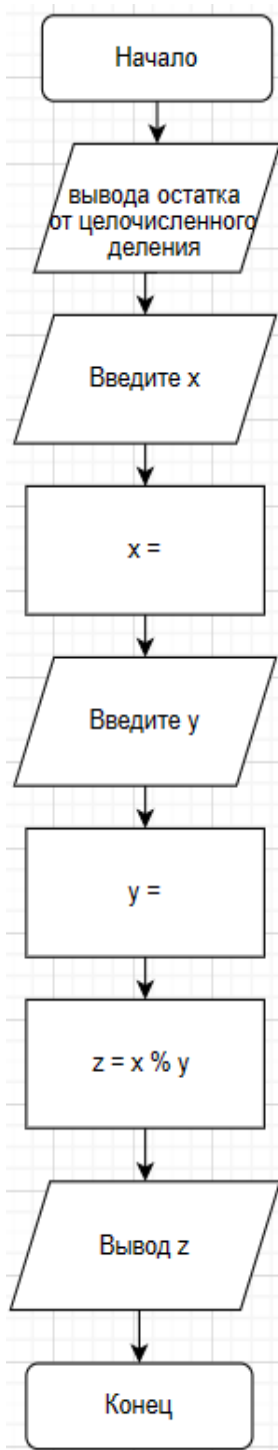 Начало
вывода остатка
от целочисленного
деления
Введите x
x =
Введите y
y =
z = x % y
Вывод z
Конец